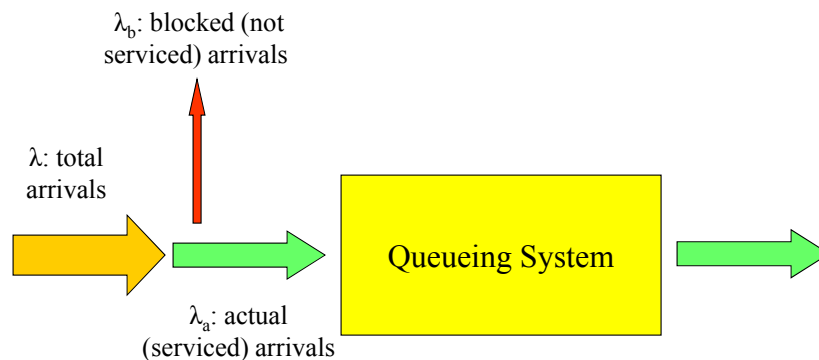 λb: blocked (not
serviced) arrivals
λ: total
arrivals
Queueing System
λa: actual
(serviced) arrivals